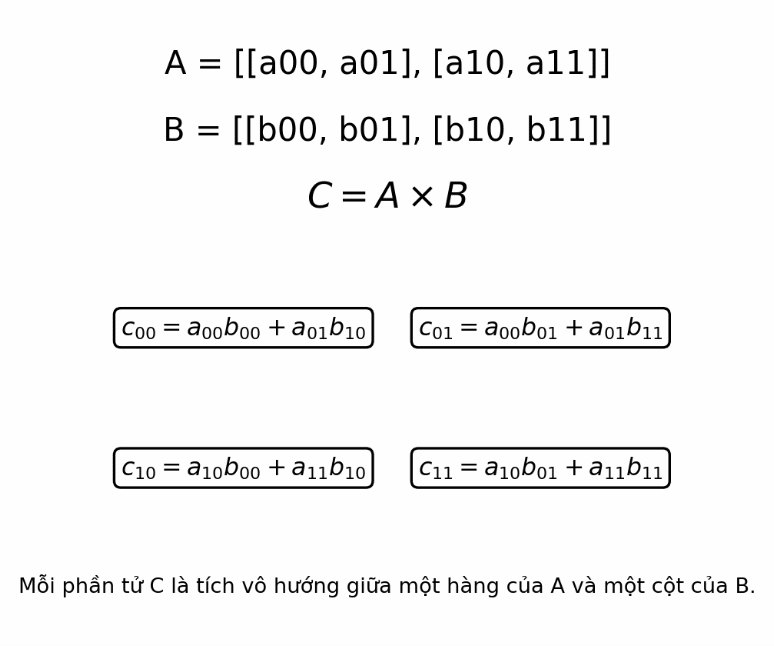 A = [[a00, a01], [a10, a11]]
B = [[b00, b01], [b10, b11]]
C = A × B
c₀₀ = a₀₀b₀₀ + a₀₁b₁₀
c₀₁ = a₀₀b₀₁ + a₀₁b₁₁
c₁₀ = a₁₀b₀₀ + a₁₁b₁₀
c₁₁ = a₁₀b₀₁ + a₁₁b₁₁
Mỗi phần tử C là tích vô hướng giữa một hàng của A và một cột của B.